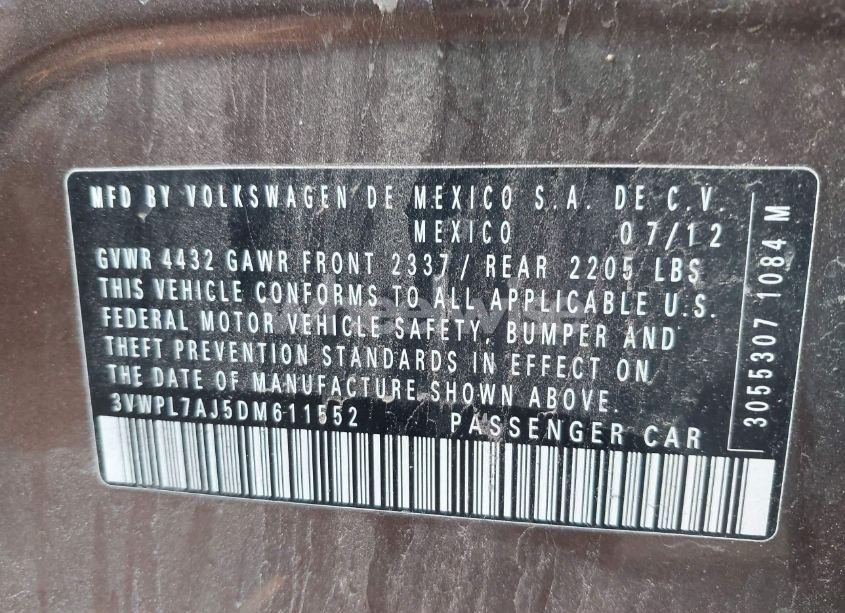 MFD BY VOLKSWAGEN DE MEXICO S.A. DE C.V.
MEXICO 07/12
GVWR 4432 GAWR FRONT 2337/ REAR 2205 LBS
THIS VEHICLE CONFORMS TO ALL APPLICABLE U.S.
FEDERAL MOTOR VEHICLE SAFETY, BUMPER AND
THEFT PREVENTION STANDARDS IN EFFECT ON
THE DATE OF MANUFACTURE SHOWN ABOVE.
3VWPL7AJ5DM611552 PASSENGER CAR
3055307 1084 M